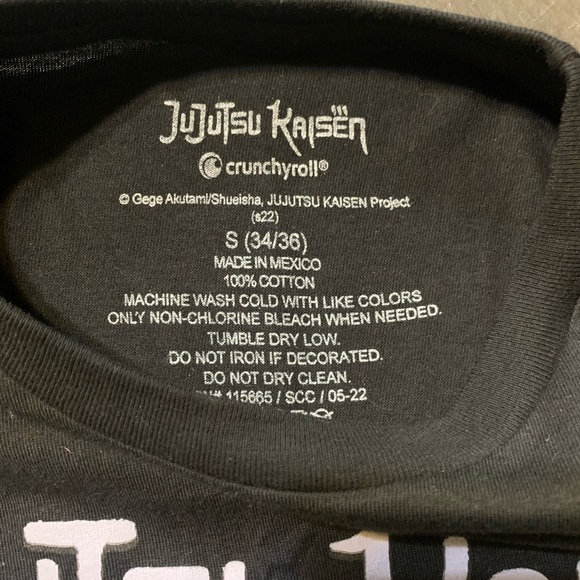 JUJUTSU KAISEN
crunchyroll®
© Gege Akutami/Shueisha, JUJUTSU KAISEN Project
(s22)
S (34/36)
MADE IN MEXICO
100% COTTON
MACHINE WASH COLD WITH LIKE COLORS
ONLY NON-CHLORINE BLEACH WHEN NEEDED.
TUMBLE DRY LOW.
DO NOT IRON IF DECORATED.
DO NOT DRY CLEAN.
115665 / SCC / 05-22